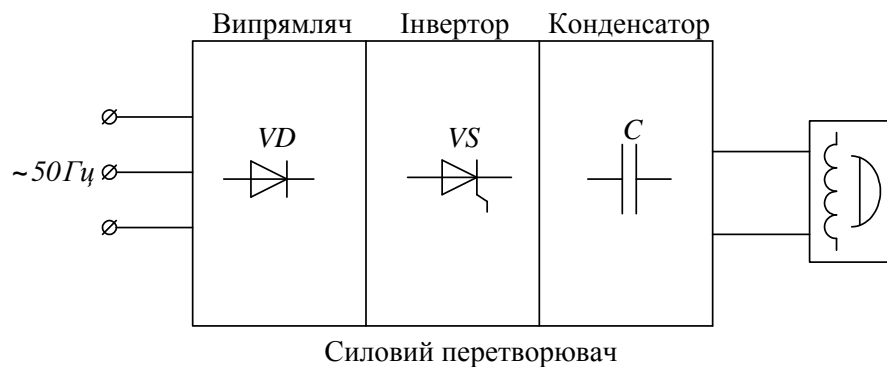 Випрямляч Інвертор Конденсатор
VD VS C
~50Гц
Силовий перетворювач